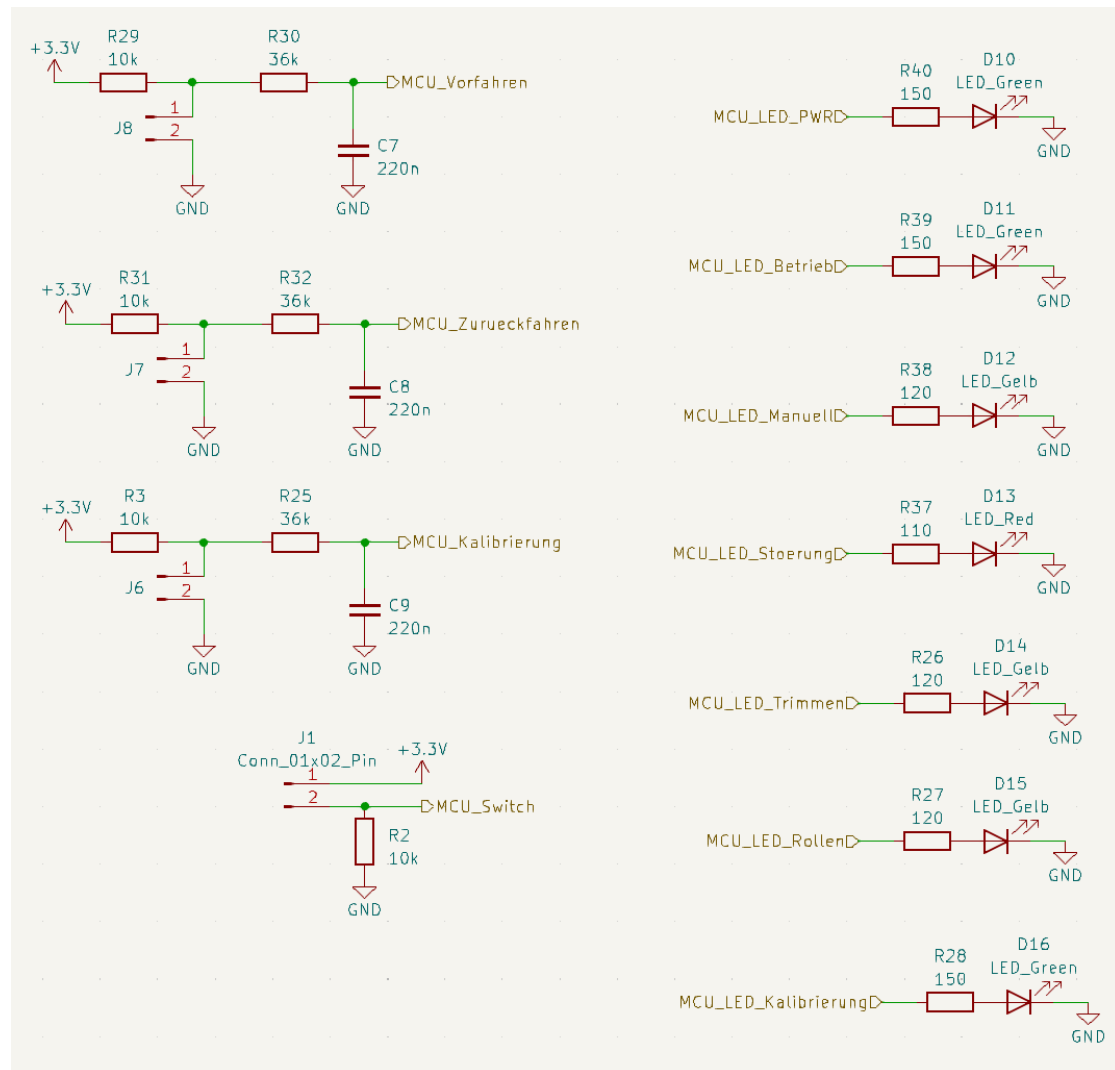 R29
10k
R30
36k
+3.3V
MCU_Vorfahren
1
J8
2
C7
220n
GND
GND
R31
10k
R32
36k
+3.3V
MCU_Zurueckfahren
1
J7
2
C8
220n
GND
GND
R3
10k
R25
36k
+3.3V
MCU_Kalibrierung
1
J6
2
C9
220n
GND
GND
J1
Conn_01x02_Pin
+3.3V
1
2
MCU_Switch
R2
10k
GND
D10
LED_Green
R40
150
MCU_LED_PWR
GND
D11
LED_Green
R39
150
MCU_LED_Betrieb
GND
D12
LED_Gelb
R38
120
MCU_LED_Manuell
GND
D13
LED_Red
R37
110
MCU_LED_Stoerung
GND
D14
LED_Gelb
R26
120
MCU_LED_Trimmen
GND
D15
LED_Gelb
R27
120
MCU_LED_Rollen
GND
D16
LED_Green
R28
150
MCU_LED_Kalibrierung
GND